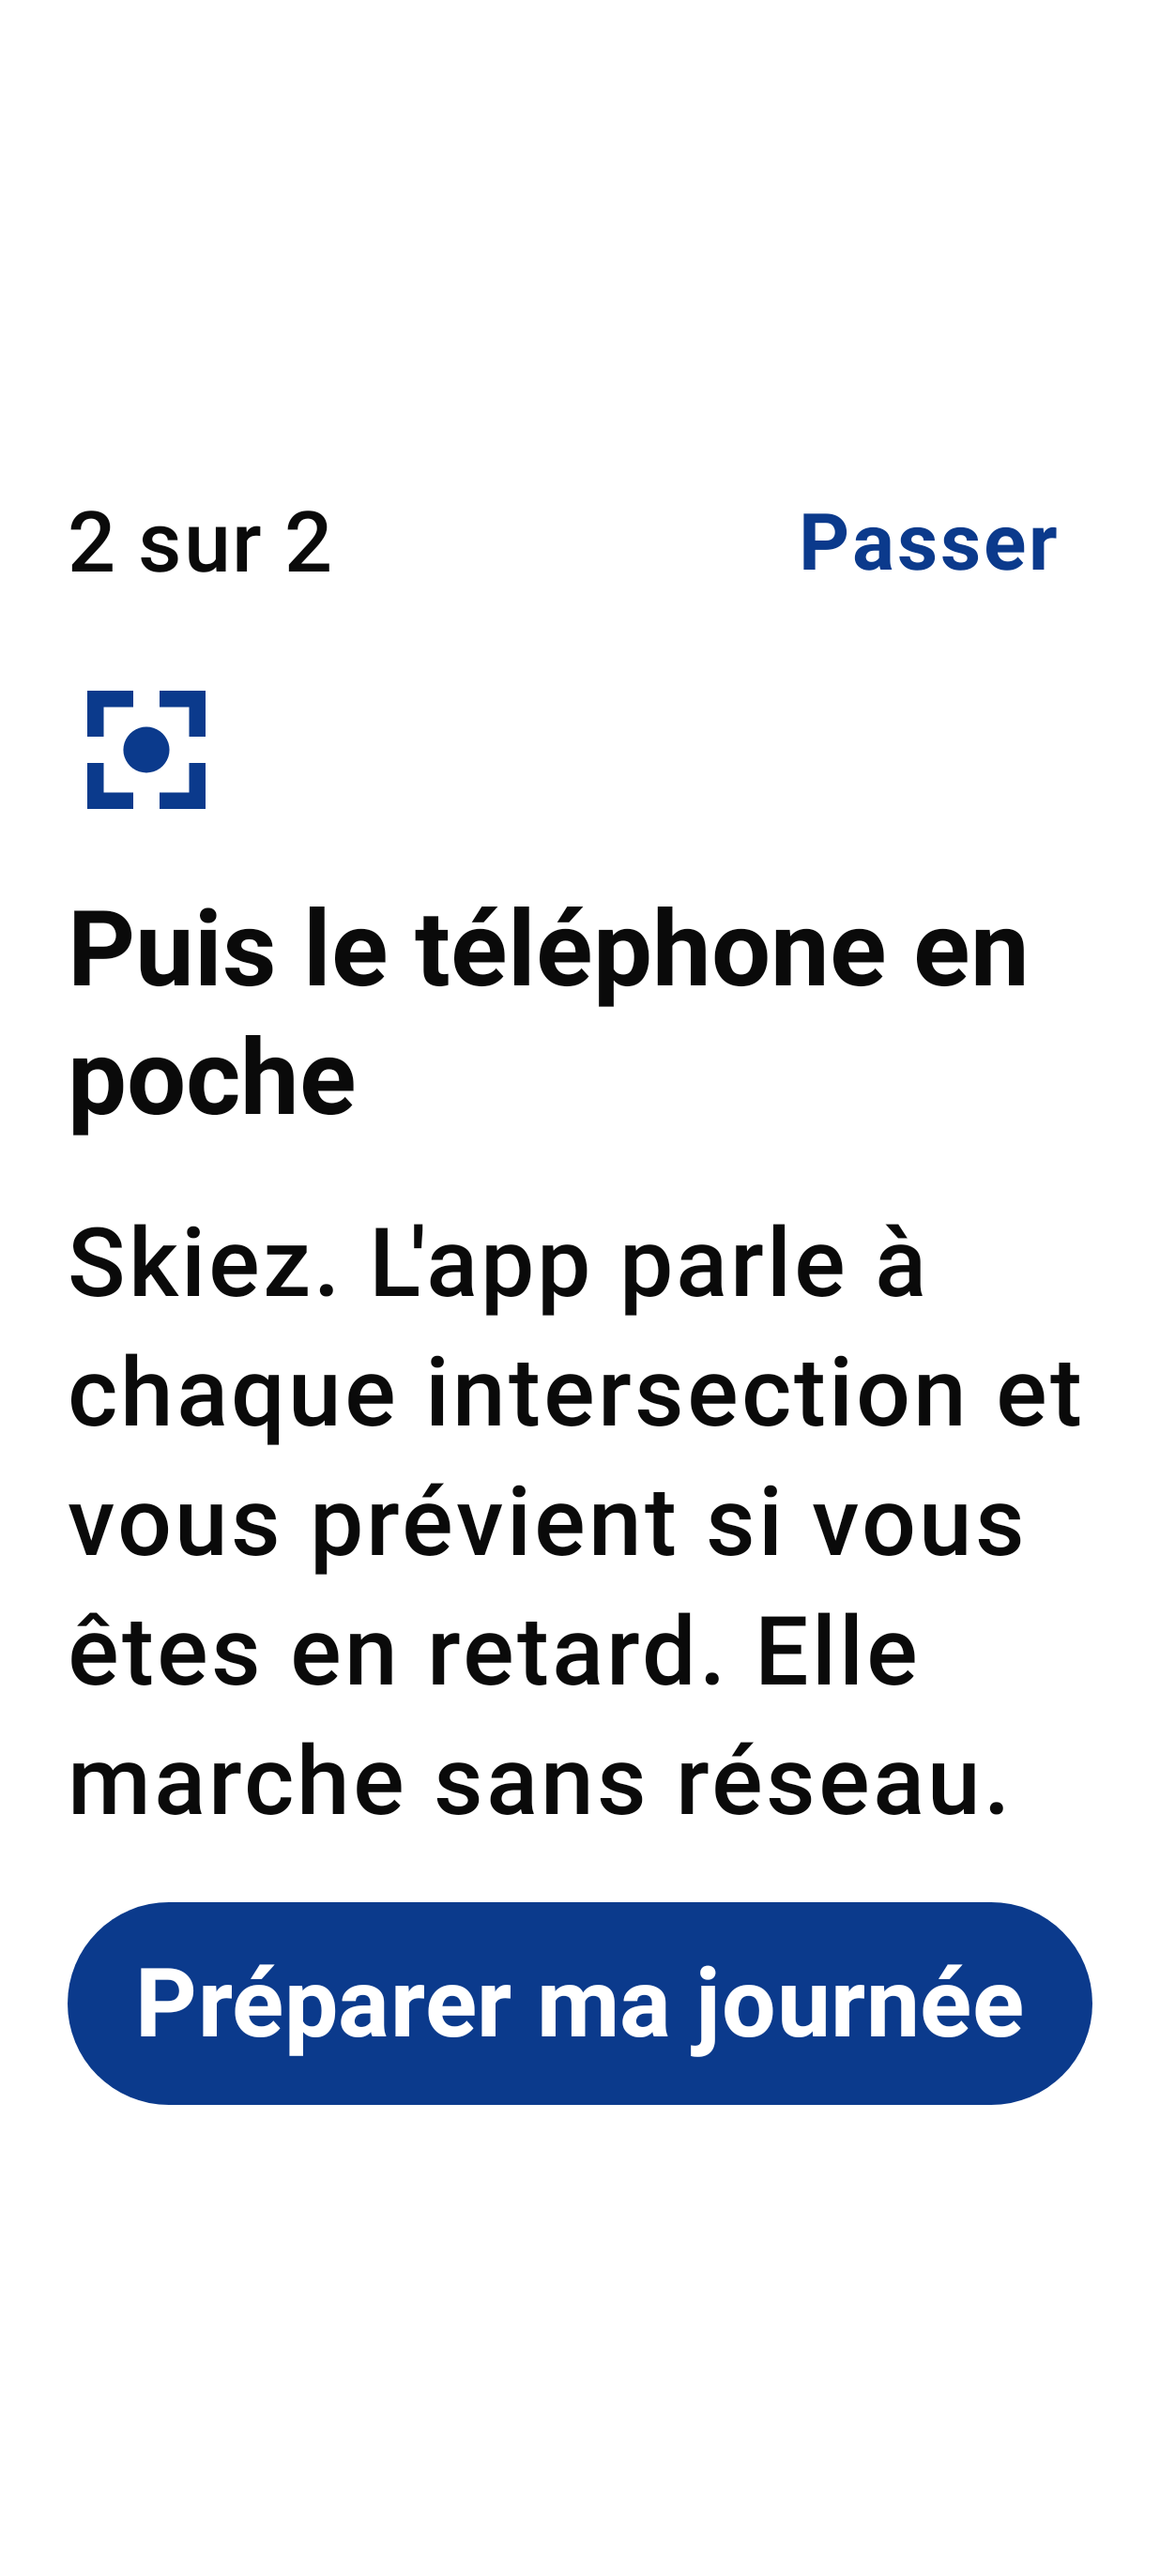 2 sur 2
Passer
Puis le téléphone en
poche
Skiez. L'app parle à
chaque intersection et
vous prévient si vous
êtes en retard. Elle
marche sans réseau.
Préparer ma journée